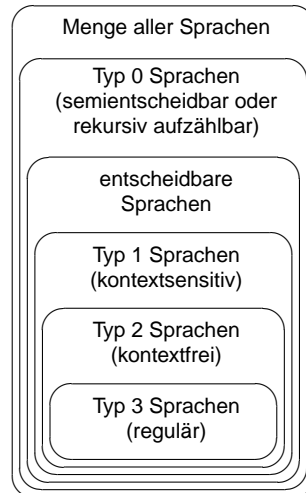 Menge aller Sprachen
Typ 0 Sprachen
(semientscheidbar oder
rekursiv aufzählbar)
entscheidbare
Sprachen
Typ 1 Sprachen
(kontextsensitiv)
Typ 2 Sprachen
(kontextfrei)
Typ 3 Sprachen
(regulär)